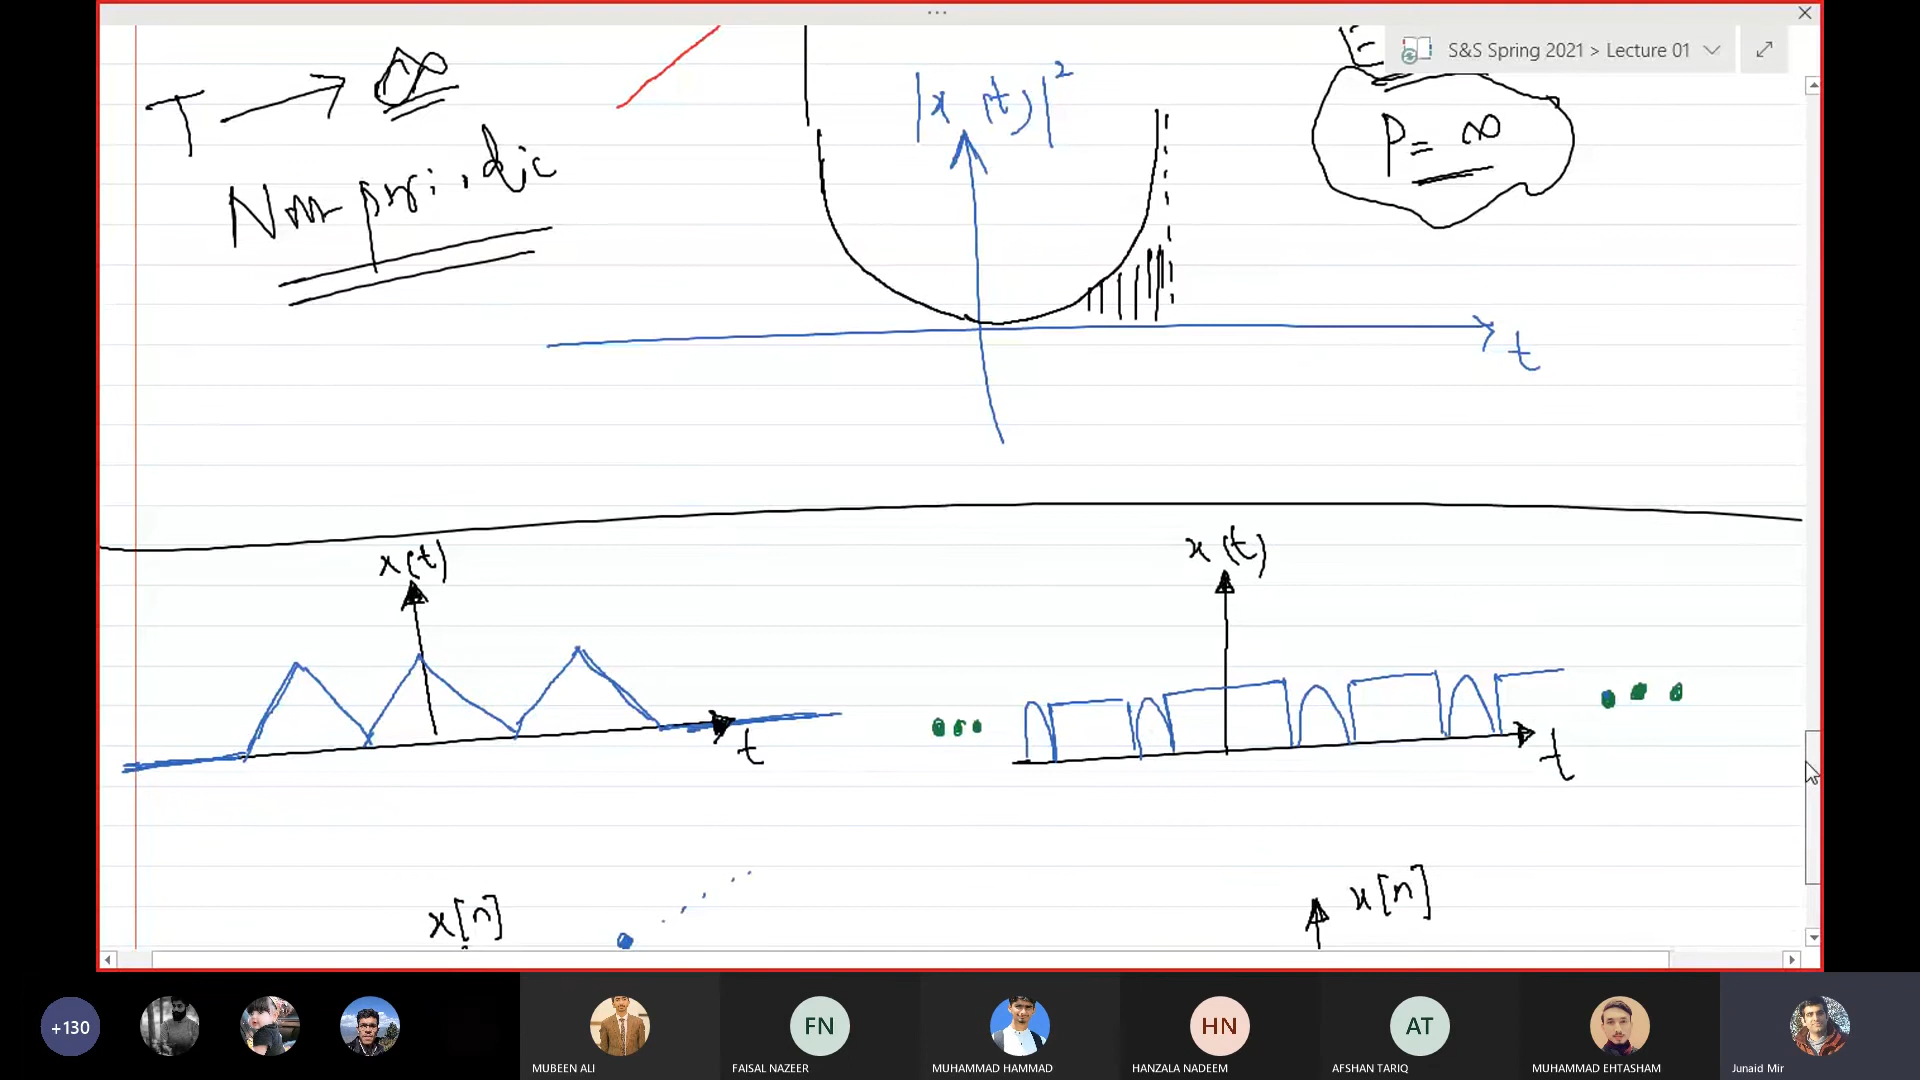 S&S Spring 2021 > Lecture 01
T → ∞
Non periodic
|x(t)|²
P = ∞
t
x(t)
t
x(t)
t
x[n]
x[n]
+130
FN
HN
AT
MUBEEN ALI
FAISAL NAZEER
MUHAMMAD HAMMAD
HANZALA NADEEM
AFSHAN TARIQ
MUHAMMAD EHTASHAM
Junaid Mir